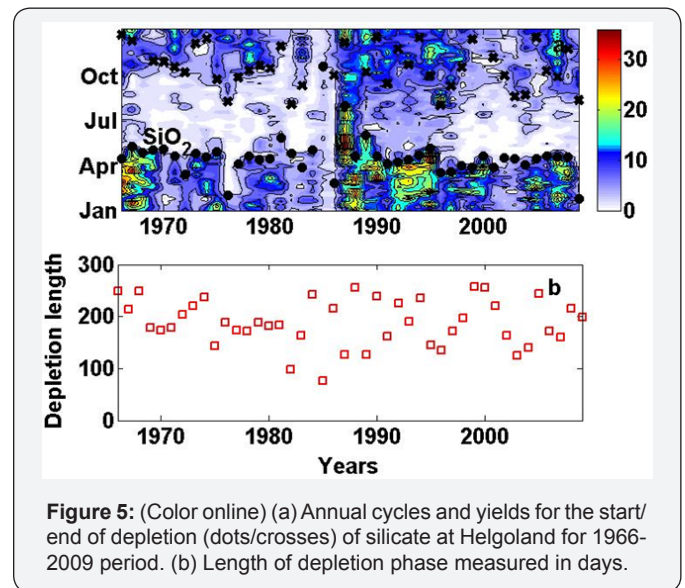 a
Oct
Jul
SiO2
Apr
Jan
1970 1980 1990 2000
30
20
10
0
300
b
200
100
0
Depletion length
1970 1980 1990 2000
Years
Figure 5: (Color online) (a) Annual cycles and yields for the start/
end of depletion (dots/crosses) of silicate at Helgoland for 1966-
2009 period. (b) Length of depletion phase measured in days.